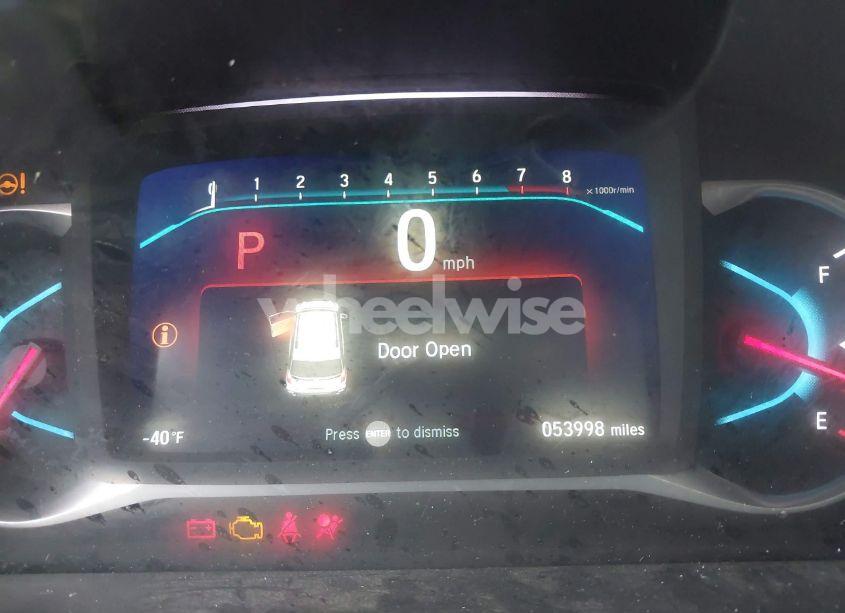 0 1 2 3 4 5 6 7 8 ×1000r/min
P 0 mph
F
wheelwise
Door Open
E
-40°F Press ENTER to dismiss 053998 miles